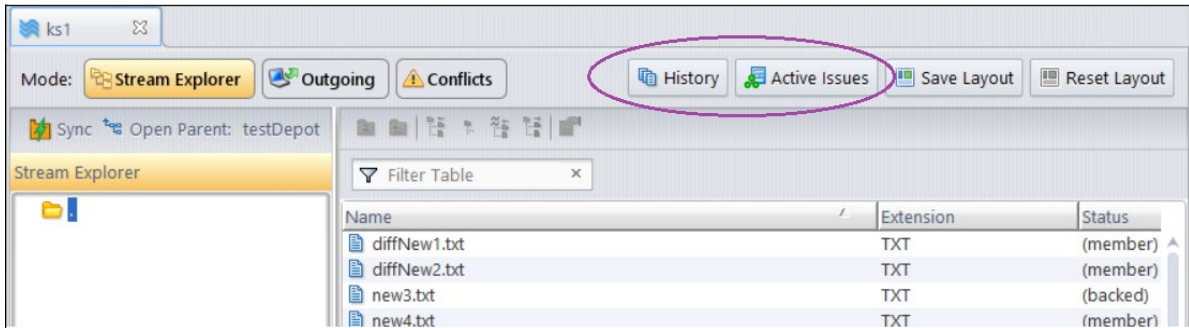 ks1
Mode: Stream Explorer Outgoing Conflicts History Active Issues Save Layout Reset Layout
Sync Open Parent: testDepot
Stream Explorer
Filter Table
Name Extension Status
diffNew1.txt TXT (member)
diffNew2.txt TXT (member)
new3.txt TXT (backed)
new4.txt TXT (member)